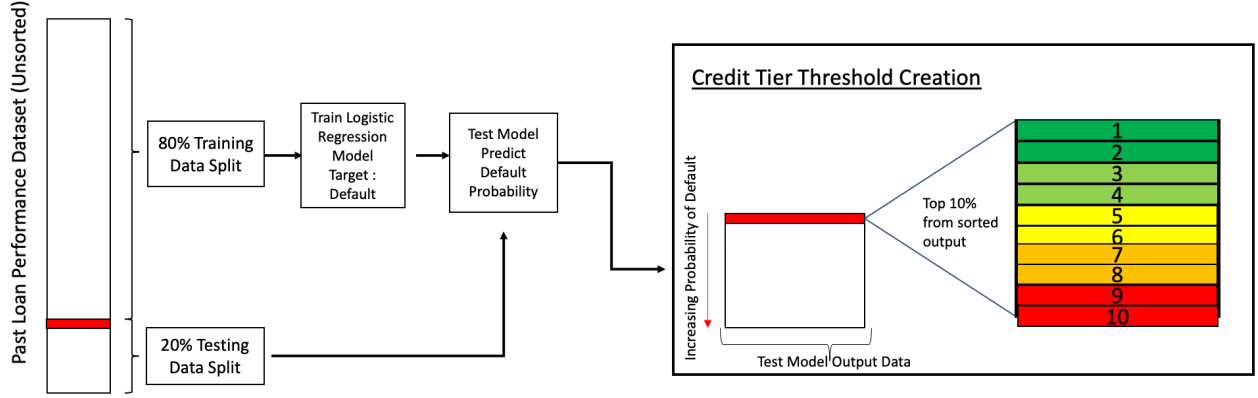 Past Loan Performance Dataset (Unsorted)
80% Training
Data Split
20% Testing
Data Split
Train Logistic
Regression
Model
Target :
Default
Test Model
Predict
Default
Probability
Credit Tier Threshold Creation
Increasing Probability of Default
Test Model Output Data
Top 10%
from sorted
output
1
2
3
4
5
6
7
8
9
10